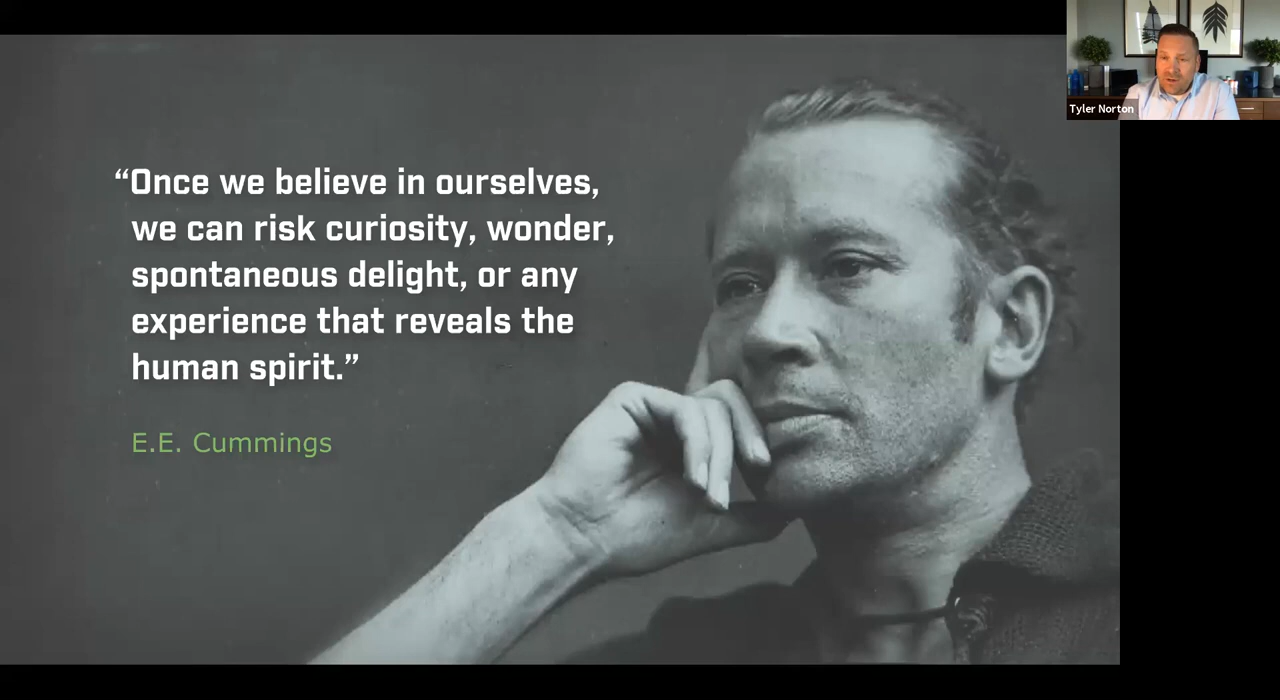 “Once we believe in ourselves,
we can risk curiosity, wonder,
spontaneous delight, or any
experience that reveals the
human spirit.”
E.E. Cummings
Tyler Norton